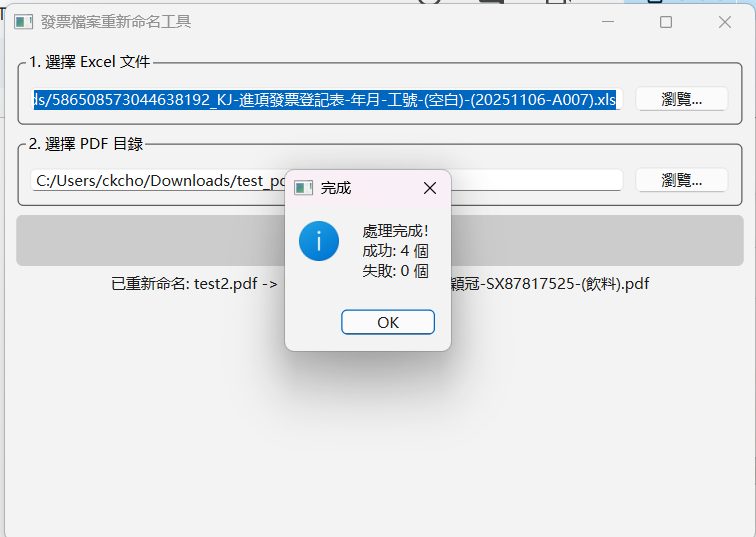 發票檔案重新命名工具
1. 選擇 Excel 文件
ds/586508573044638192_KJ-進項發票登記表-年月-工號-(空白)-(20251106-A007).xls
瀏覽...
2. 選擇 PDF 目錄
C:/Users/ckcho/Downloads/test_pd
瀏覽...
完成
處理完成!
成功: 4 個
失敗: 0 個
已重新命名: test2.pdf -> 穎冠-SX87817525-(飲料).pdf
OK